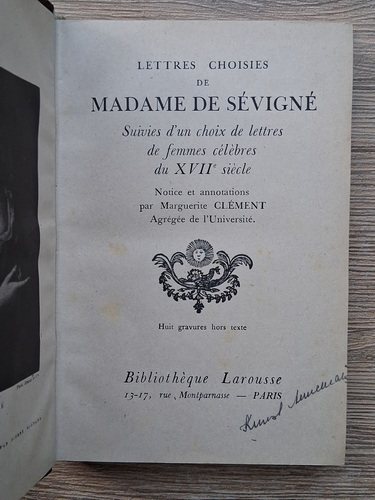 LETTRES CHOISIES
DE
MADAME DE SÉVIGNÉ
Suivies d'un choix de lettres
de femmes célèbres
du XVIIe siècle
Notice et annotations
par Marguerite CLÉMENT
Agrégée de l'Université.
Huit gravures hors texte
Bibliothèque Larousse
13-17, rue Montparnasse — PARIS